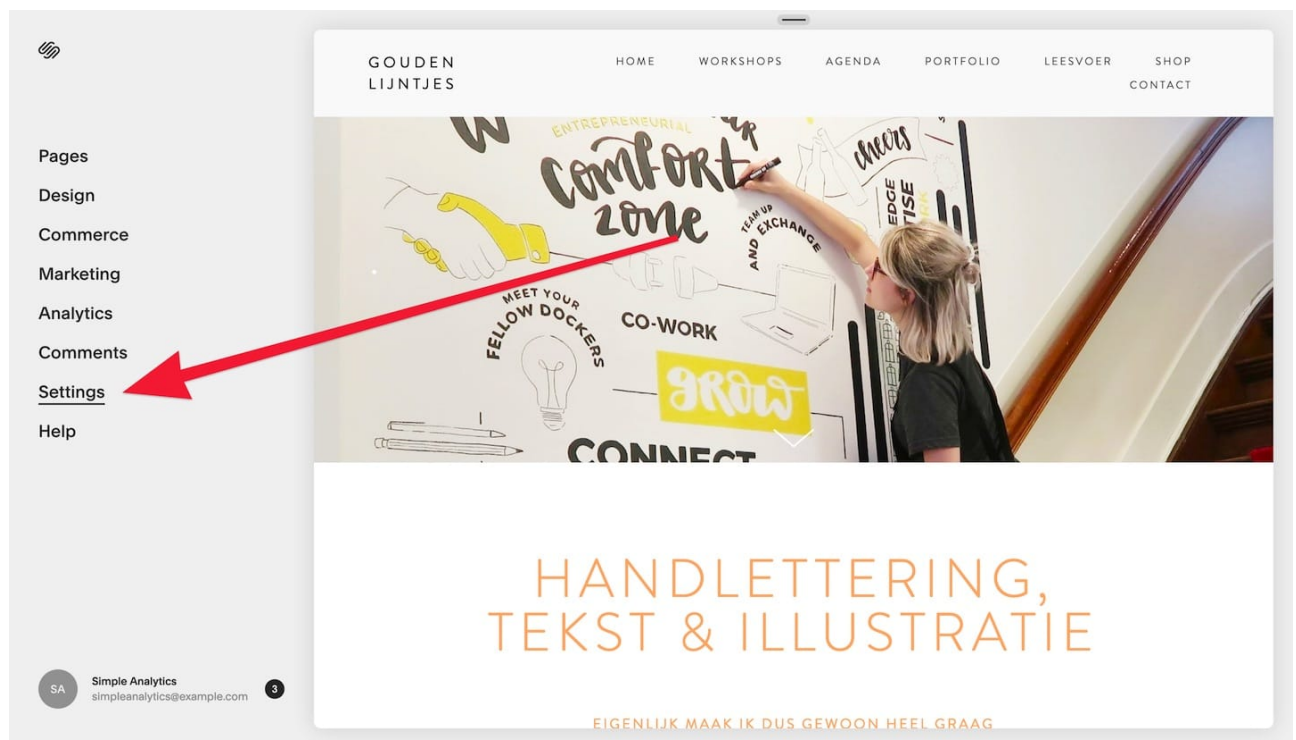 Pages
Design
Commerce
Marketing
Analytics
Comments
Settings
Help
SA
Simple Analytics
simpleanalytics@example.com
3
GOUDEN
LIJNTJES
HOME WORKSHOPS AGENDA PORTFOLIO LEESVOER SHOP
CONTACT
ENTREPRENEURIAL
COMFORT
ZONE
cheers
TEAM UP
AND EXCHANGE
EDGE
TISE
MEET YOUR
FELLOW DOCKERS
CO-WORK
GROW
CONNECT
HANDLETTERING,
TEKST & ILLUSTRATIE
EIGENLIJK MAAK IK DUS GEWOON HEEL GRAAG